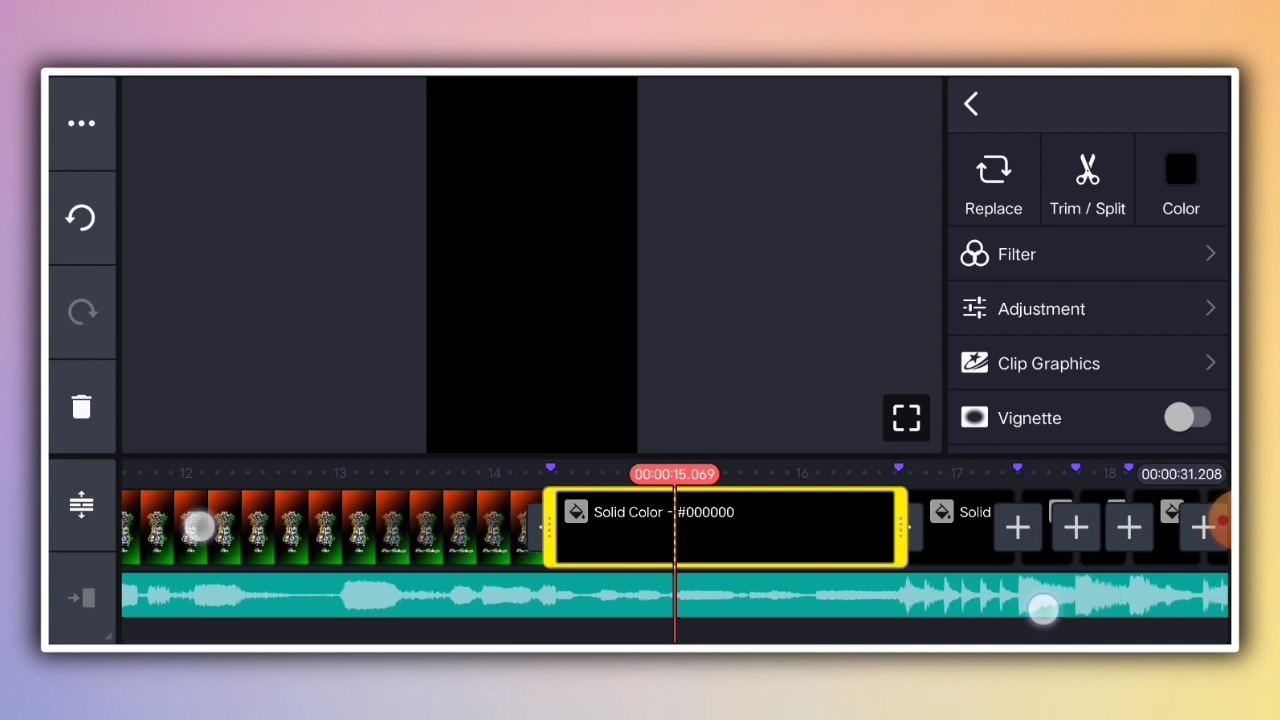 Replace
Trim / Split
Color
Filter
Adjustment
Clip Graphics
Vignette
12
13
14
00:00:15.069
16
17
18
00:00:31.208
Solid Color - #000000
Solid